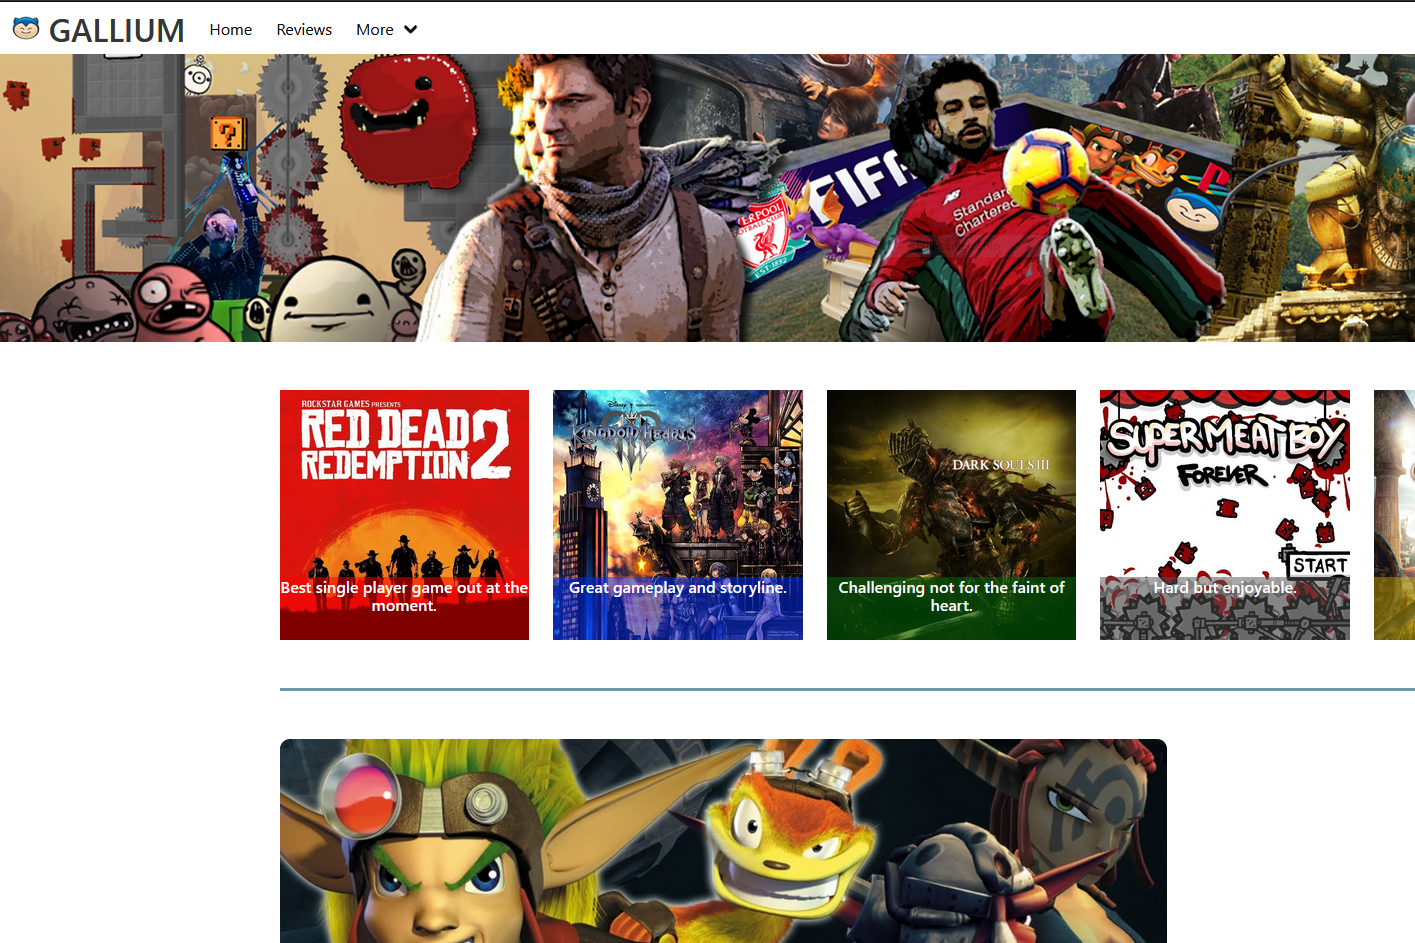 GALLIUM Home Reviews More
?
FIFA
ERPOOL
FOOTBALL CLUB
EST·1892
Standard
Chartered
ROCKSTAR GAMES PRESENTS
RED DEAD
REDEMPTION 2
Best single player game out at the
moment.
Disney
KINGDOM HEARTS
III
Great gameplay and storyline.
DARK SOULS III
Challenging not for the faint of
heart.
SUPER MEAT BOY
FOREVER
START
Hard but enjoyable.